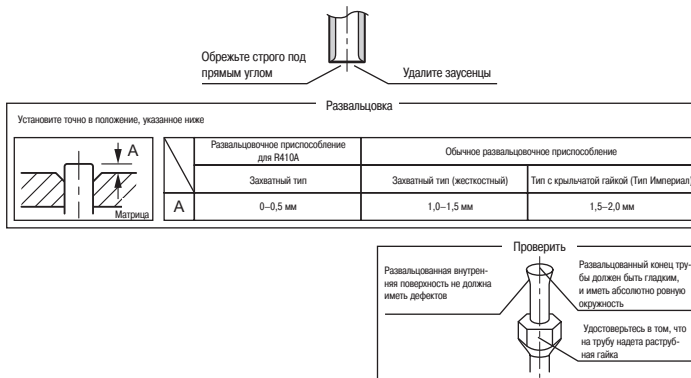 Обрежьте строго под
прямым углом
Удалите заусенцы
Развальцовка
Установите точно в положение, указанное ниже
A
Матрица
Развальцовочное приспособление
для R410A
Обычное развальцовочное приспособление
Захватный тип
Захватный тип (жесткостный)
Тип с крыльчатой гайкой (Тип Империал)
A
0–0,5 мм
1,0–1,5 мм
1,5–2,0 мм
Проверить
Развальцованная внутрен-
няя поверхность не должна
иметь дефектов
Развальцованный конец тру-
бы должен быть гладким,
и иметь абсолютно ровную
окружность
Удостоверьтесь в том, что
на трубу надета раструб-
ная гайка